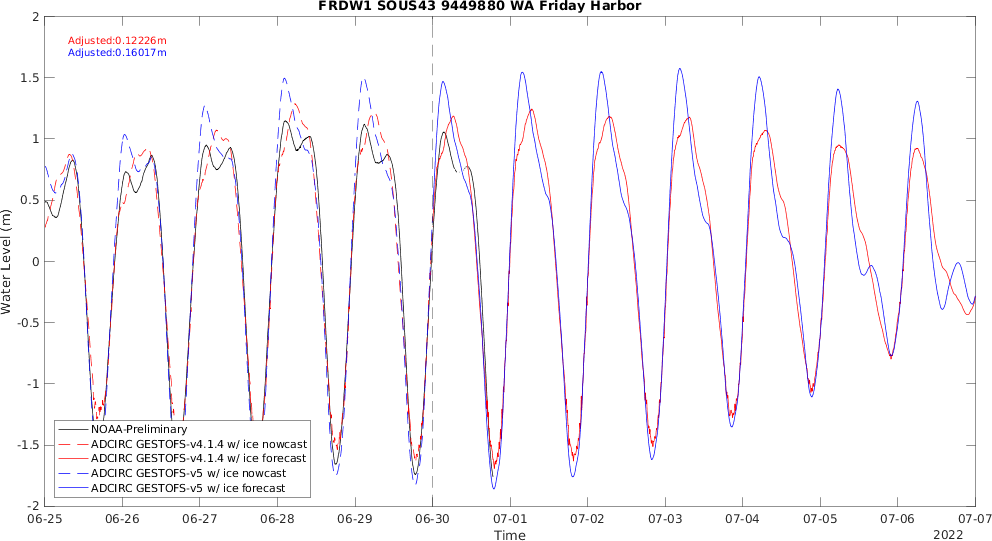 FRDW1 SOUS43 9449880 WA Friday Harbor
Adjusted:0.12226m
Adjusted:0.16017m
Water Level (m)
2
1.5
1
0.5
0
-0.5
-1
-1.5
-2
NOAA-Preliminary
ADCIRC GESTOFS-v4.1.4 w/ ice nowcast
ADCIRC GESTOFS-v4.1.4 w/ ice forecast
ADCIRC GESTOFS-v5 w/ ice nowcast
ADCIRC GESTOFS-v5 w/ ice forecast
06-25 06-26 06-27 06-28 06-29 06-30 07-01 07-02 07-03 07-04 07-05 07-06 07-07
Time
2022